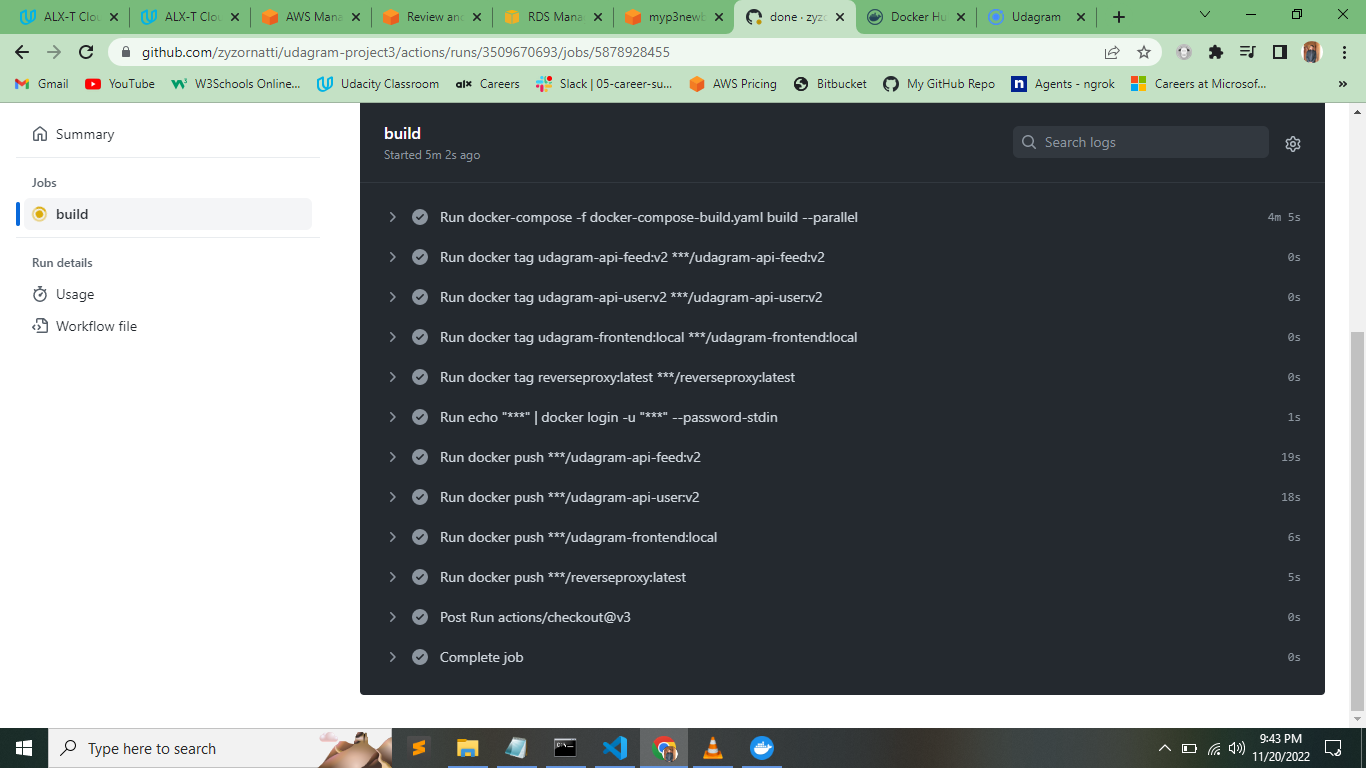 ALX-T Clou
ALX-T Clou
AWS Mana
Review and
RDS Mana
myp3newb
done · zyzo
Docker Hu
Udagram
github.com/zyzornatti/udagram-project3/actions/runs/3509670693/jobs/5878928455
Gmail
YouTube
W3Schools Online...
Udacity Classroom
alx Careers
Slack | 05-career-su...
AWS Pricing
Bitbucket
My GitHub Repo
n Agents - ngrok
Careers at Microsof...
»
Summary
Jobs
build
Run details
Usage
Workflow file
build
Started 5m 2s ago
Search logs
Run docker-compose -f docker-compose-build.yaml build --parallel 4m 5s
Run docker tag udagram-api-feed:v2 ***/udagram-api-feed:v2 0s
Run docker tag udagram-api-user:v2 ***/udagram-api-user:v2 0s
Run docker tag udagram-frontend:local ***/udagram-frontend:local 0s
Run docker tag reverseproxy:latest ***/reverseproxy:latest 0s
Run echo "***" | docker login -u "***" --password-stdin 1s
Run docker push ***/udagram-api-feed:v2 19s
Run docker push ***/udagram-api-user:v2 18s
Run docker push ***/udagram-frontend:local 6s
Run docker push ***/reverseproxy:latest 5s
Post Run actions/checkout@v3 0s
Complete job 0s
Type here to search
9:43 PM
11/20/2022